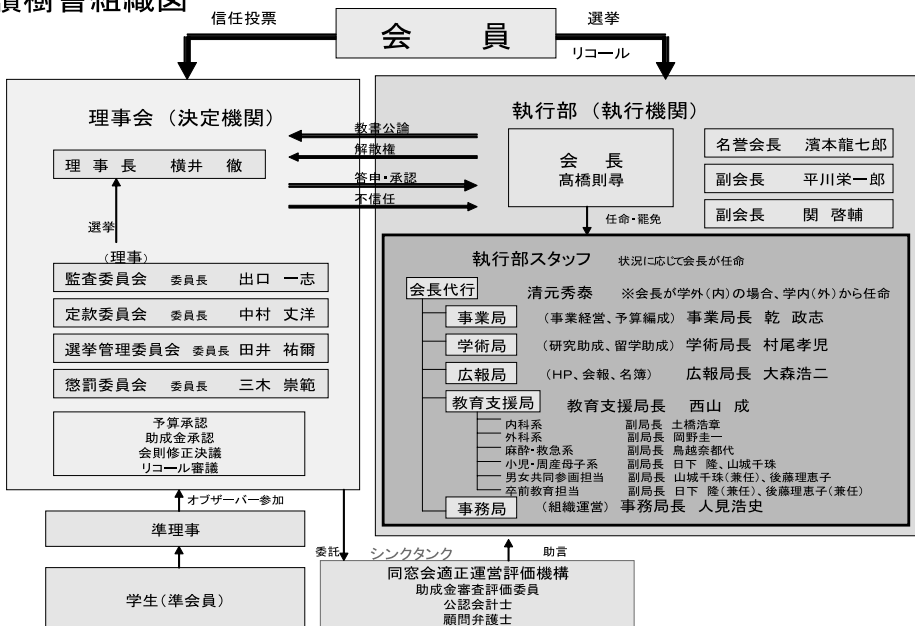 樹書組織図
会 員
信任投票
選挙
リコール
理事会（決定機関）
理 事 長 横井 徹
選挙
（理事）
監査委員会 委員長 出口 一志
定款委員会 委員長 中村 丈洋
選挙管理委員会 委員長 田井 祐爾
懲罰委員会 委員長 三木 崇範
予算承認
助成金承認
会則修正決議
リコール審議
オブザーバー参加
準理事
学生（準会員）
教書公論
解散権
答申・承認
不信任
執行部（執行機関）
会 長
髙橋則尋
名誉会長 濱本龍七郎
副会長 平川栄一郎
副会長 関 啓輔
任命・罷免
執行部スタッフ 状況に応じて会長が任命
会長代行 清元秀泰 ※会長が学外（内）の場合、学内（外）から任命
事業局 （事業経営、予算編成） 事業局長 乾 政志
学術局 （研究助成、留学助成） 学術局長 村尾孝児
広報局 （HP、会報、名簿） 広報局長 大森浩二
教育支援局 教育支援局長 西山 成
内科系 副局長 土橋浩章
外科系 副局長 岡野圭一
麻酔・救急系 副局長 鳥越奈都代
小児・周産母子系 副局長 日下 隆、山城千珠
男女共同参画担当 副局長 山城千珠（兼任）、後藤理恵子
卒前教育担当 副局長 日下 隆（兼任）、後藤理恵子（兼任）
事務局 （組織運営） 事務局長 人見浩史
委託
シンクタンク
助言
同窓会適正運営評価機構
助成金審査評価委員
公認会計士
顧問弁護士